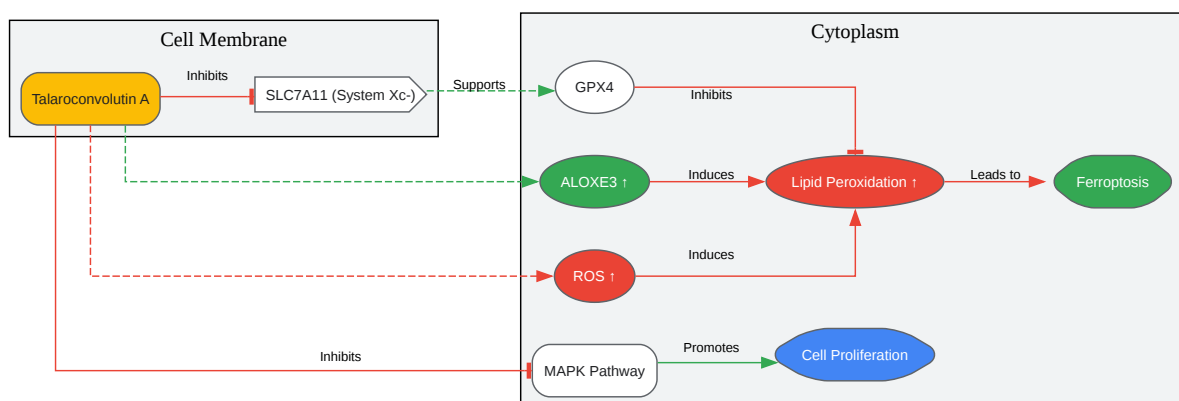 Cell Membrane
Cytoplasm
Talaroconvolutin A
Inhibits
SLC7A11 (System Xc-)
Supports
GPX4
Inhibits
ALOXE3 ↑
Induces
Lipid Peroxidation ↑
Leads to
Ferroptosis
ROS ↑
Induces
Inhibits
MAPK Pathway
Promotes
Cell Proliferation